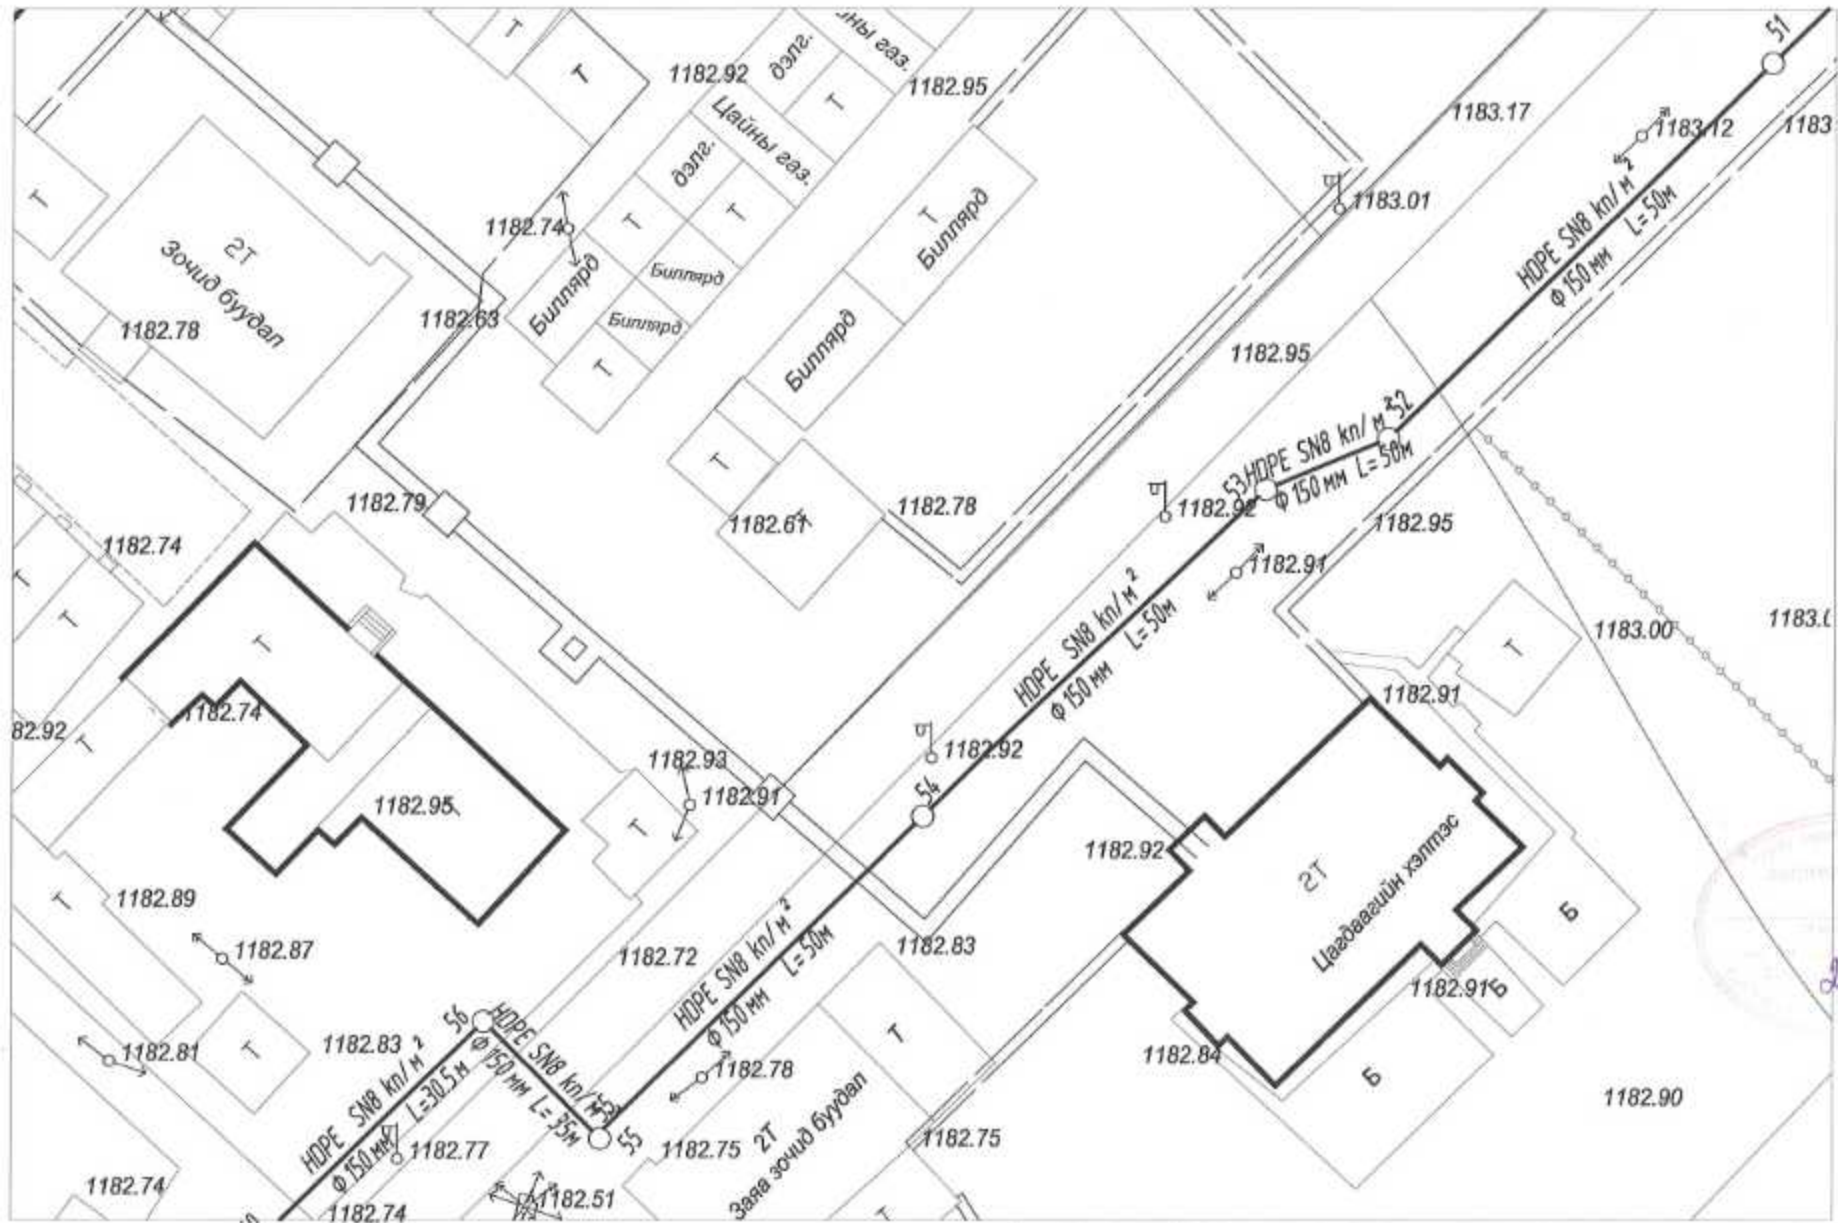 51
Т
Т
1182.92
дэлг.
йны газ.
Т
1182.95
1183.17
1183.12
1183
Цайны газ.
дэлг.
Т
Т
Т
1183.01
Т
Биллярд
2Т
Зочид буудал
1182.74
HDPE SN8 kn/м²
Ф 150 мм L=50м
1182.78
1182.63
Биллярд
Биллярд
Биллярд
Т
Биллярд
1182.95
52
HDPE SN8 kn/м²
Ф 150 мм L=50м
53
Т
1182.79
1182.61
Т
1182.78
1182.92
1182.95
1182.74
Т
Т
1182.91
HDPE SN8 kn/м²
Ф 150 мм L=50м
1183.00
1183.0
Т
Т
1182.91
1182.74
82.92
Т
1182.93
1182.92
1182.91
54
1182.95
Т
1182.92
2Т
Цагдаагийн хэлтэс
1182.89
Т
Б
1182.87
1182.72
1182.83
HDPE SN8 kn/м²
Ф 150 мм L=50м
1182.91
Б
56
HDPE SN8 kn/м²
Ф 150 мм L=35м
Т
1182.81
Т
1182.83
1182.84
1182.78
Б
HDPE SN8 kn/м²
Ф 150 мм L=30.5м
1182.90
55
1182.77
1182.75
2Т
Заяа зочид буудал
1182.75
1182.74
1182.51
1182.74
Т